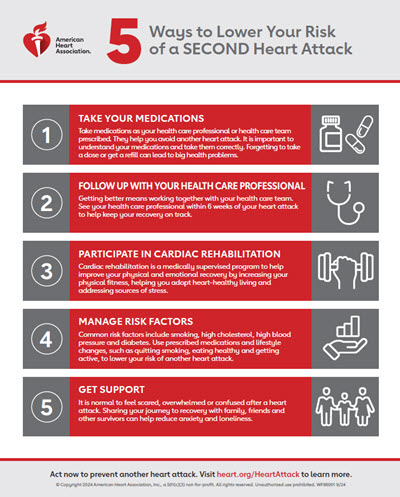 American
Heart
Association.
5 Ways to Lower Your Risk
of a SECOND Heart Attack
1
TAKE YOUR MEDICATIONS
Take medications as your health care professional or health care team
prescribed. They help you avoid another heart attack. It is important to
understand your medications and take them correctly. Forgetting to take
a dose or get a refill can lead to big health problems.
2
FOLLOW UP WITH YOUR HEALTH CARE PROFESSIONAL
Getting better means working together with your health care team.
See your health care professional within 6 weeks of your heart attack
to help keep your recovery on track.
3
PARTICIPATE IN CARDIAC REHABILITATION
Cardiac rehabilitation is a medically supervised program to help
improve your physical and emotional recovery by increasing your
physical fitness, helping you adopt heart-healthy living and
addressing sources of stress.
4
MANAGE RISK FACTORS
Common risk factors include smoking, high cholesterol, high blood
pressure and diabetes. Use prescribed medications and lifestyle
changes, such as quitting smoking, eating healthy and getting
active, to lower your risk of another heart attack.
5
GET SUPPORT
It is normal to feel scared, overwhelmed or confused after a heart
attack. Sharing your journey to recovery with family, friends and
other survivors can help reduce anxiety and loneliness.
Act now to prevent another heart attack. Visit heart.org/HeartAttack to learn more.
© Copyright 2024 American Heart Association, Inc., a 501(c)(3) not-for-profit. All rights reserved. Unauthorized use prohibited. 9/24